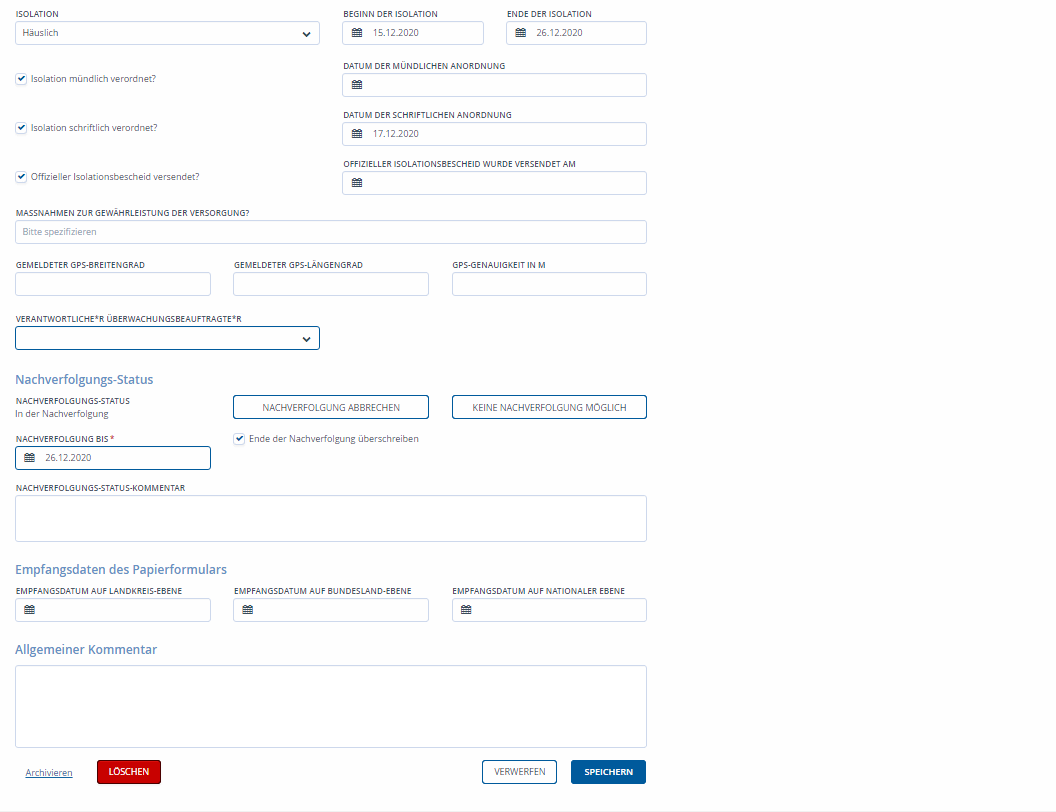 ISOLATION
BEGINN DER ISOLATION
ENDE DER ISOLATION
Häuslich
15.12.2020
26.12.2020
Isolation mündlich verordnet?
DATUM DER MÜNDLICHEN ANORDNUNG
Isolation schriftlich verordnet?
DATUM DER SCHRIFTLICHEN ANORDNUNG
17.12.2020
Offizieller Isolationsbescheid versendet?
OFFIZIELLER ISOLATIONSBESCHEID WURDE VERSENDET AM
MASSNAHMEN ZUR GEWÄHRLEISTUNG DER VERSORGUNG?
Bitte spezifizieren
GEMELDETER GPS-BREITENGRAD
GEMELDETER GPS-LÄNGENGRAD
GPS-GENAUIGKEIT IN M
VERANTWORTLICHE*R ÜBERWACHUNGSBEAUFTRAGTE*R
Nachverfolgungs-Status
NACHVERFOLGUNGS-STATUS
In der Nachverfolgung
NACHVERFOLGUNG ABBRECHEN
KEINE NACHVERFOLGUNG MÖGLICH
NACHVERFOLGUNG BIS *
26.12.2020
Ende der Nachverfolgung überschreiben
NACHVERFOLGUNGS-STATUS-KOMMENTAR
Empfangsdaten des Papierformulars
EMPFANGSDATUM AUF LANDKREIS-EBENE
EMPFANGSDATUM AUF BUNDESLAND-EBENE
EMPFANGSDATUM AUF NATIONALER EBENE
Allgemeiner Kommentar
Archivieren
LÖSCHEN
VERWERFEN
SPEICHERN